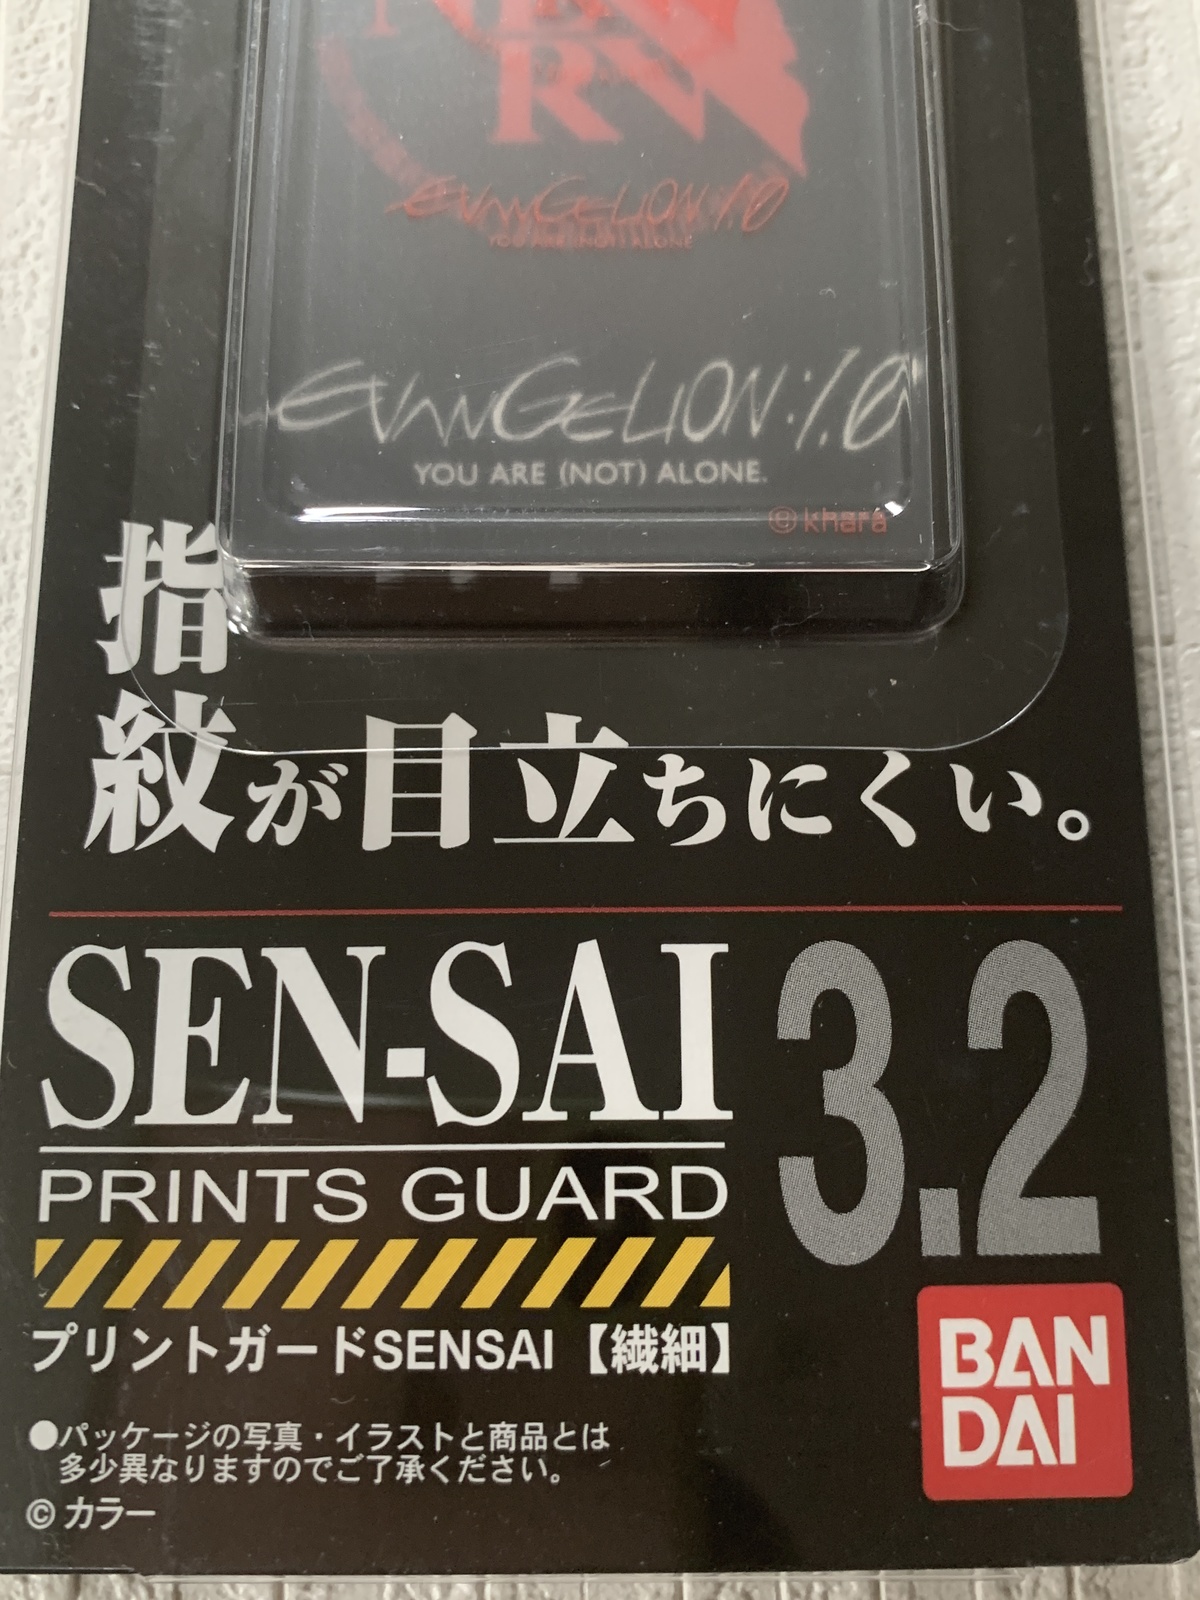 NERV
EVANGELION:1.0
YOU ARE (NOT) ALONE
EVANGELION:1.0
YOU ARE (NOT) ALONE.
© khara
指紋が目立ちにくい。
SEN-SAI
3.2
PRINTS GUARD
プリントガードSENSAI【繊細】
BAN
DAI
●パッケージの写真・イラストと商品とは
多少異なりますのでご了承ください。
© カラー